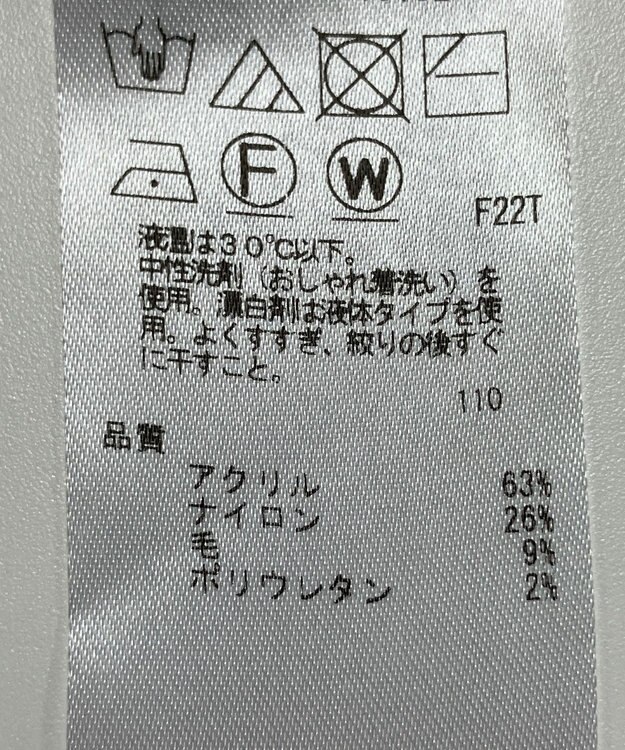 F
W
F22T
液温は30℃以下。
中性洗剤（おしゃれ着洗い）を
使用。漂白剤は液体タイプを使
用。よくすすぎ、絞りの後すぐ
に干すこと。
110
品質
アクリル 63%
ナイロン 26%
毛 9%
ポリウレタン 2%